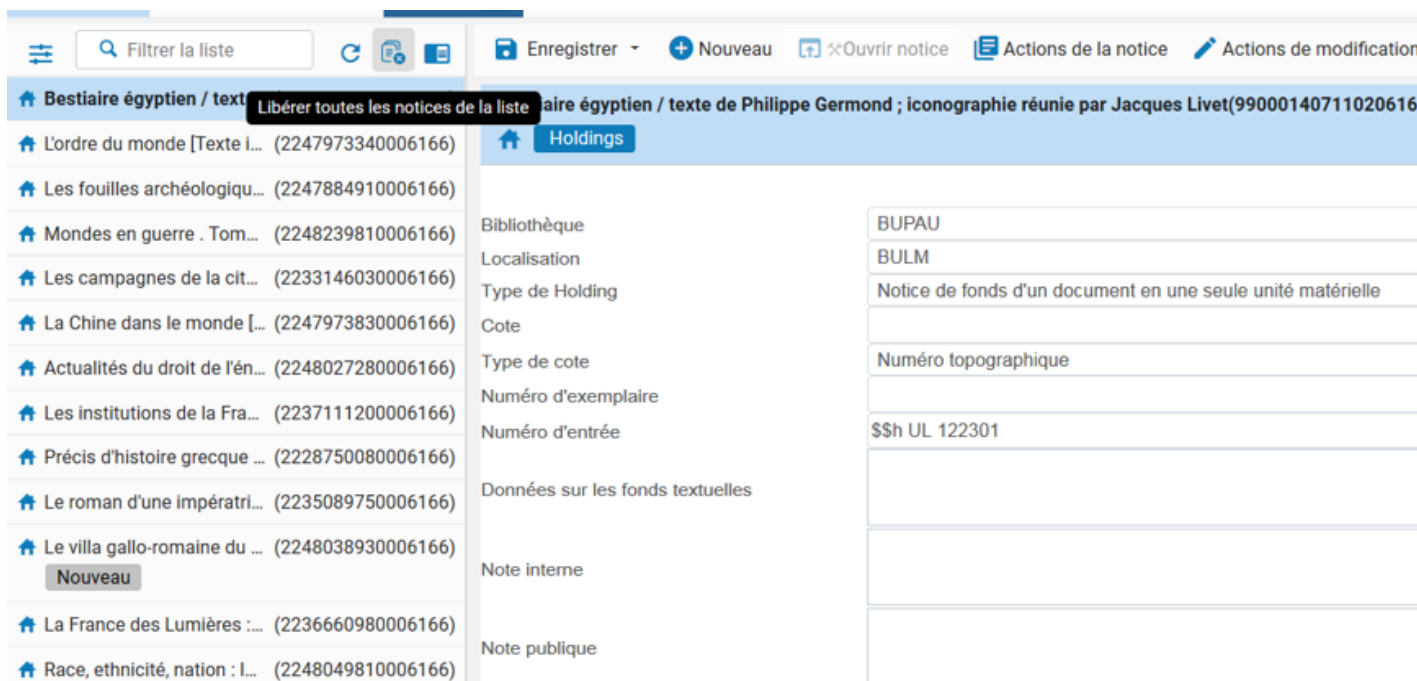 Filtrer la liste
Enregistrer
Nouveau
Ouvrir notice
Actions de la notice
Actions de modification
Bestiaire égyptien / text
Libérer toutes les notices de la liste
aire égyptien / texte de Philippe Germond ; iconographie réunie par Jacques Livet(99000140711020616
Holdings
L'ordre du monde [Texte i... (2247973340006166)
Les fouilles archéologiqu... (2247884910006166)
Mondes en guerre . Tom... (2248239810006166)
Les campagnes de la cit... (2233146030006166)
La Chine dans le monde [... (2247973830006166)
Actualités du droit de l'én... (2248027280006166)
Les institutions de la Fra... (2237111200006166)
Précis d'histoire grecque ... (2228750080006166)
Le roman d'une impératri... (2235089750006166)
Le villa gallo-romaine du ... (2248038930006166)
Nouveau
La France des Lumières :... (2236660980006166)
Race, ethnicité, nation : l... (2248049810006166)
Bibliothèque BUPAU
Localisation BULM
Type de Holding Notice de fonds d'un document en une seule unité matérielle
Cote
Type de cote Numéro topographique
Numéro d'exemplaire
Numéro d'entrée $$h UL 122301
Données sur les fonds textuelles
Note interne
Note publique